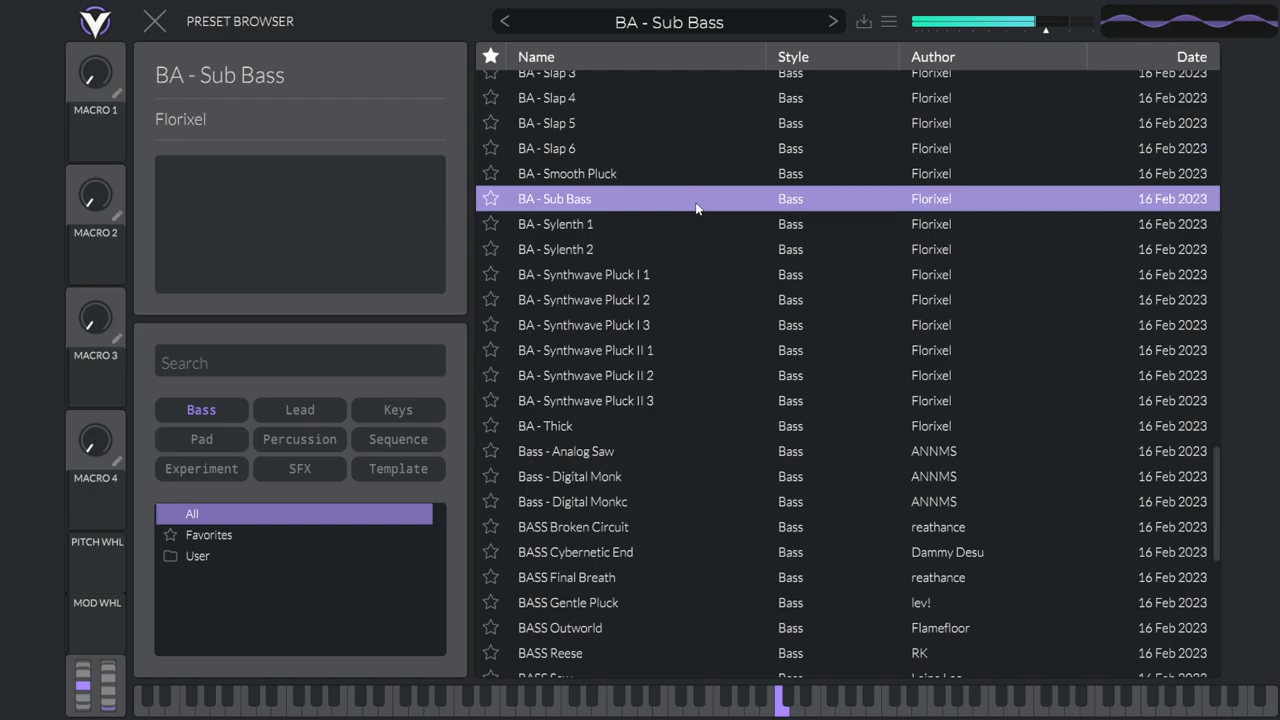 PRESET BROWSER
BA - Sub Bass
MACRO 1
MACRO 2
MACRO 3
MACRO 4
PITCH WHL
MOD WHL
BA - Sub Bass
Florixel
Search
Bass Lead Keys
Pad Percussion Sequence
Experiment SFX Template
All
Favorites
User
Name Style Author Date
BA - Slap 3 Bass Florixel 16 Feb 2023
BA - Slap 4 Bass Florixel 16 Feb 2023
BA - Slap 5 Bass Florixel 16 Feb 2023
BA - Slap 6 Bass Florixel 16 Feb 2023
BA - Smooth Pluck Bass Florixel 16 Feb 2023
BA - Sub Bass Bass Florixel 16 Feb 2023
BA - Sylenth 1 Bass Florixel 16 Feb 2023
BA - Sylenth 2 Bass Florixel 16 Feb 2023
BA - Synthwave Pluck I 1 Bass Florixel 16 Feb 2023
BA - Synthwave Pluck I 2 Bass Florixel 16 Feb 2023
BA - Synthwave Pluck I 3 Bass Florixel 16 Feb 2023
BA - Synthwave Pluck II 1 Bass Florixel 16 Feb 2023
BA - Synthwave Pluck II 2 Bass Florixel 16 Feb 2023
BA - Synthwave Pluck II 3 Bass Florixel 16 Feb 2023
BA - Thick Bass Florixel 16 Feb 2023
Bass - Analog Saw Bass ANNMS 16 Feb 2023
Bass - Digital Monk Bass ANNMS 16 Feb 2023
Bass - Digital Monkc Bass ANNMS 16 Feb 2023
BASS Broken Circuit Bass reathance 16 Feb 2023
BASS Cybernetic End Bass Dammy Desu 16 Feb 2023
BASS Final Breath Bass reathance 16 Feb 2023
BASS Gentle Pluck Bass lev! 16 Feb 2023
BASS Outworld Bass Flamefloor 16 Feb 2023
BASS Reese Bass RK 16 Feb 2023